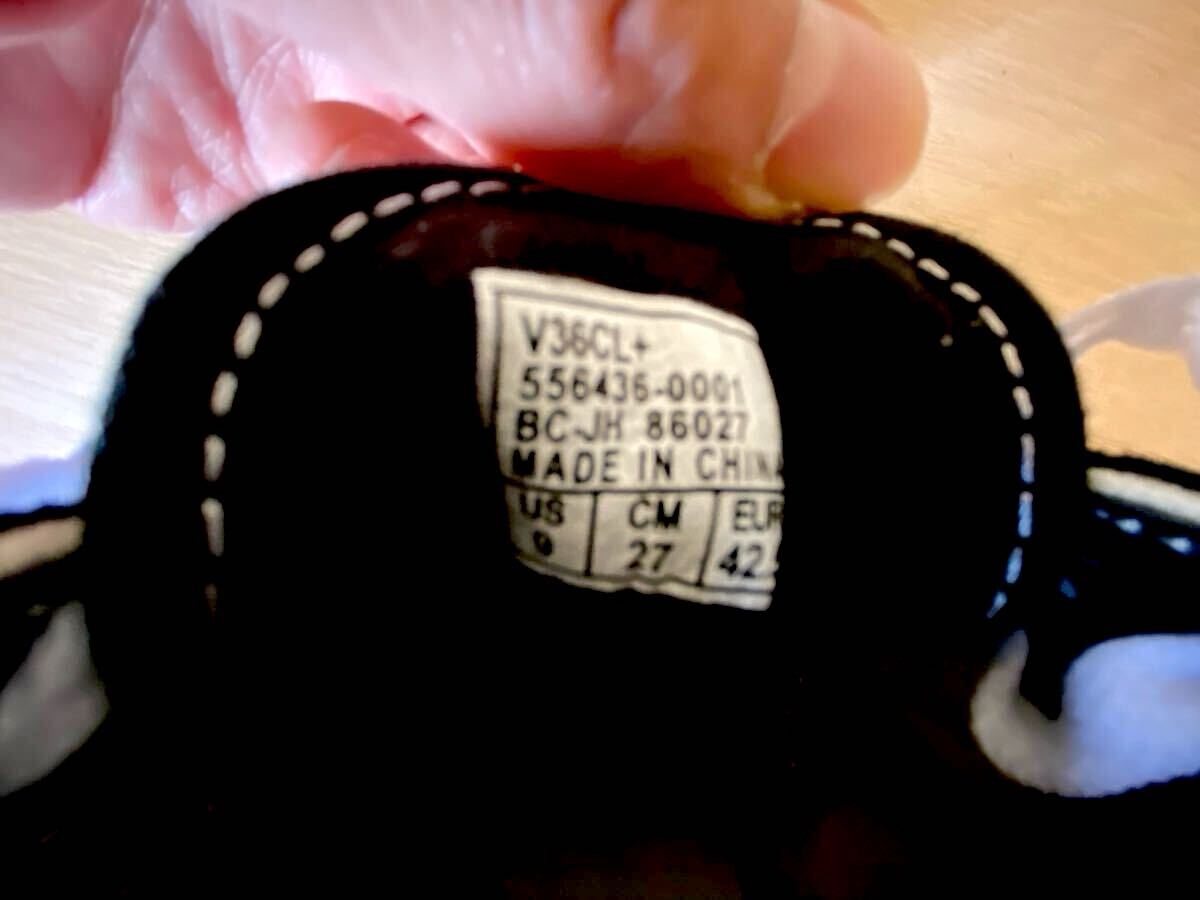 V36CL+
556436-0001
BC-JH 86027
MADE IN CHINA
US CM EUR
9 27 42